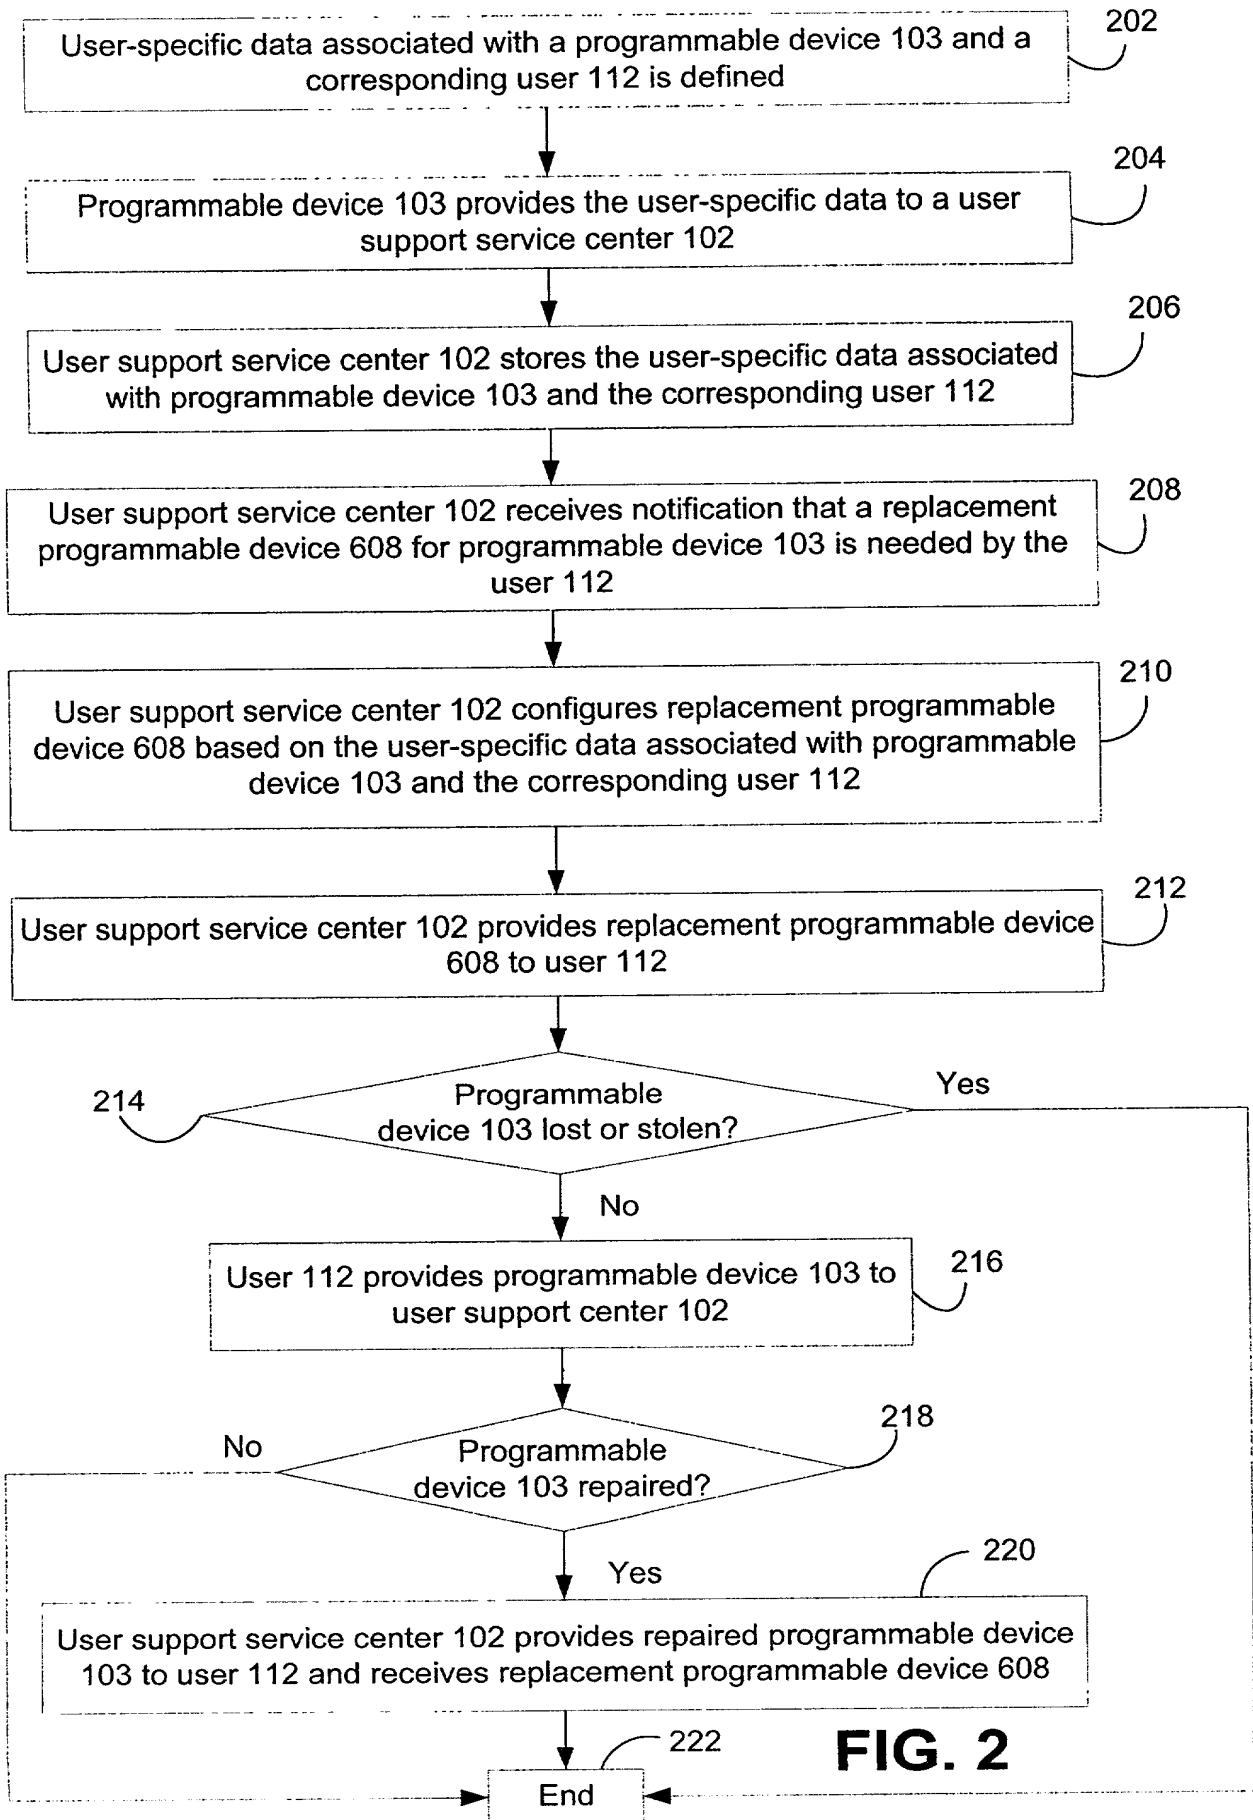 User-specific data associated with a programmable device 103 and a
corresponding user 112 is defined
202
Programmable device 103 provides the user-specific data to a user
support service center 102
204
User support service center 102 stores the user-specific data associated
with programmable device 103 and the corresponding user 112
206
User support service center 102 receives notification that a replacement
programmable device 608 for programmable device 103 is needed by the
user 112
208
User support service center 102 configures replacement programmable
device 608 based on the user-specific data associated with programmable
device 103 and the corresponding user 112
210
User support service center 102 provides replacement programmable device
608 to user 112
212
Programmable
device 103 lost or stolen?
214
Yes
No
User 112 provides programmable device 103 to
user support center 102
216
Programmable
device 103 repaired?
218
No
Yes
220
User support service center 102 provides repaired programmable device
103 to user 112 and receives replacement programmable device 608
222
FIG. 2
End